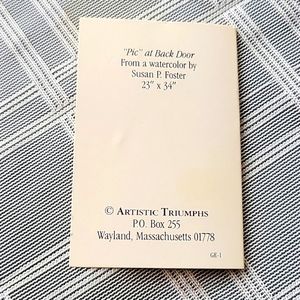 "Pic" at Back Door
From a watercolor by
Susan P. Foster
23" x 34"
© ARTISTIC TRIUMPHS
P.O. Box 255
Wayland, Massachusetts 01778
GE-1